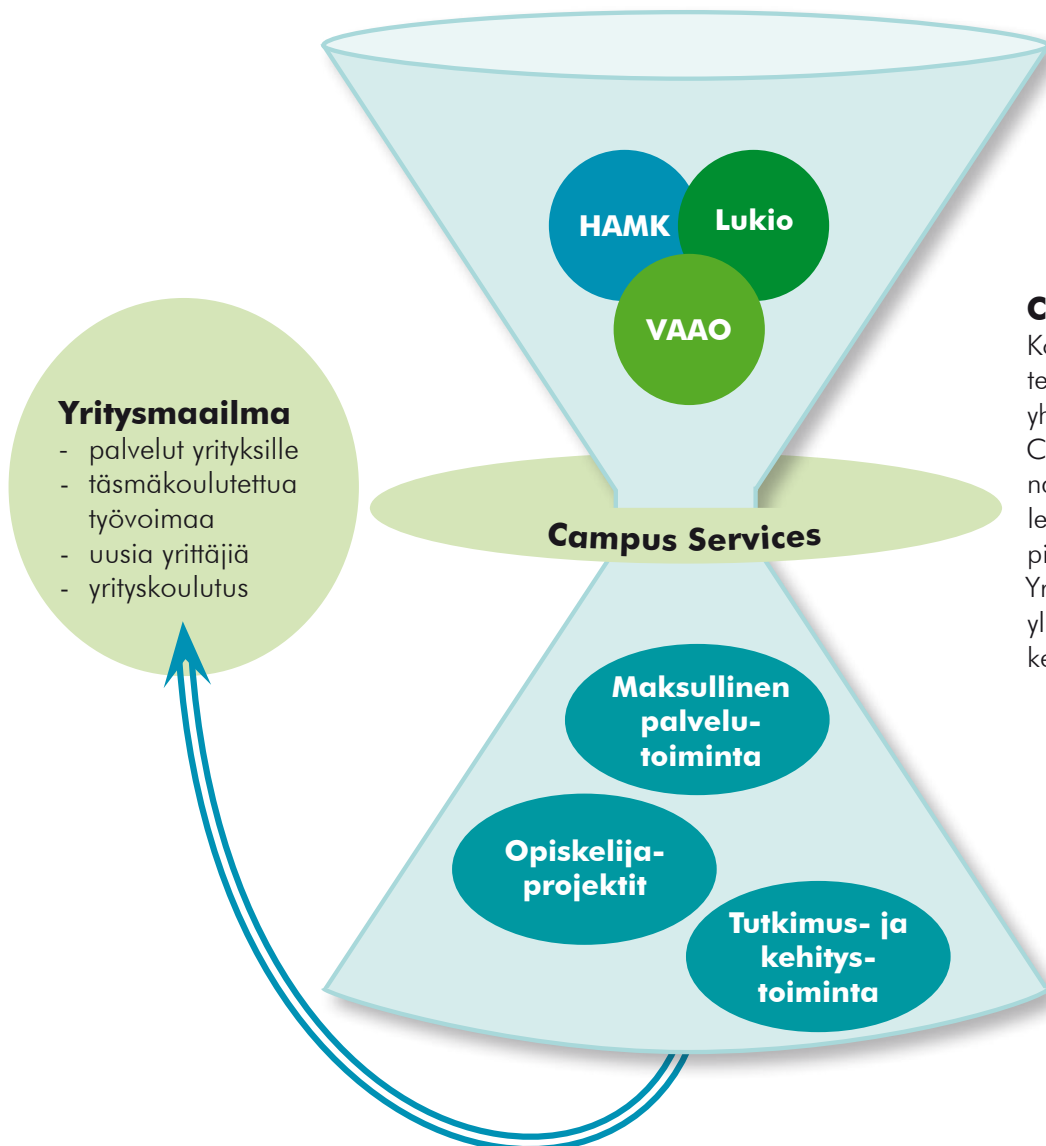 HAMK
Lukio
VAAO
Yritysmaailma
- palvelut yrityksille
- täsmäkoulutettua
työvoimaa
- uusia yrittäjiä
- yrityskoulutus
Campus Services
Maksullinen
palvelu-
toiminta
Opiskelija-
projektit
Tutkimus- ja
kehitys-
toiminta